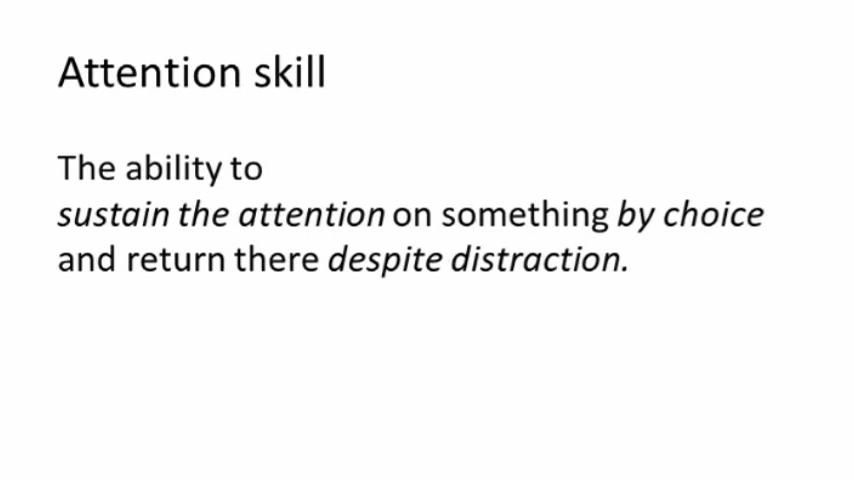 Attention skill
The ability to
sustain the attention on something by choice
and return there despite distraction.